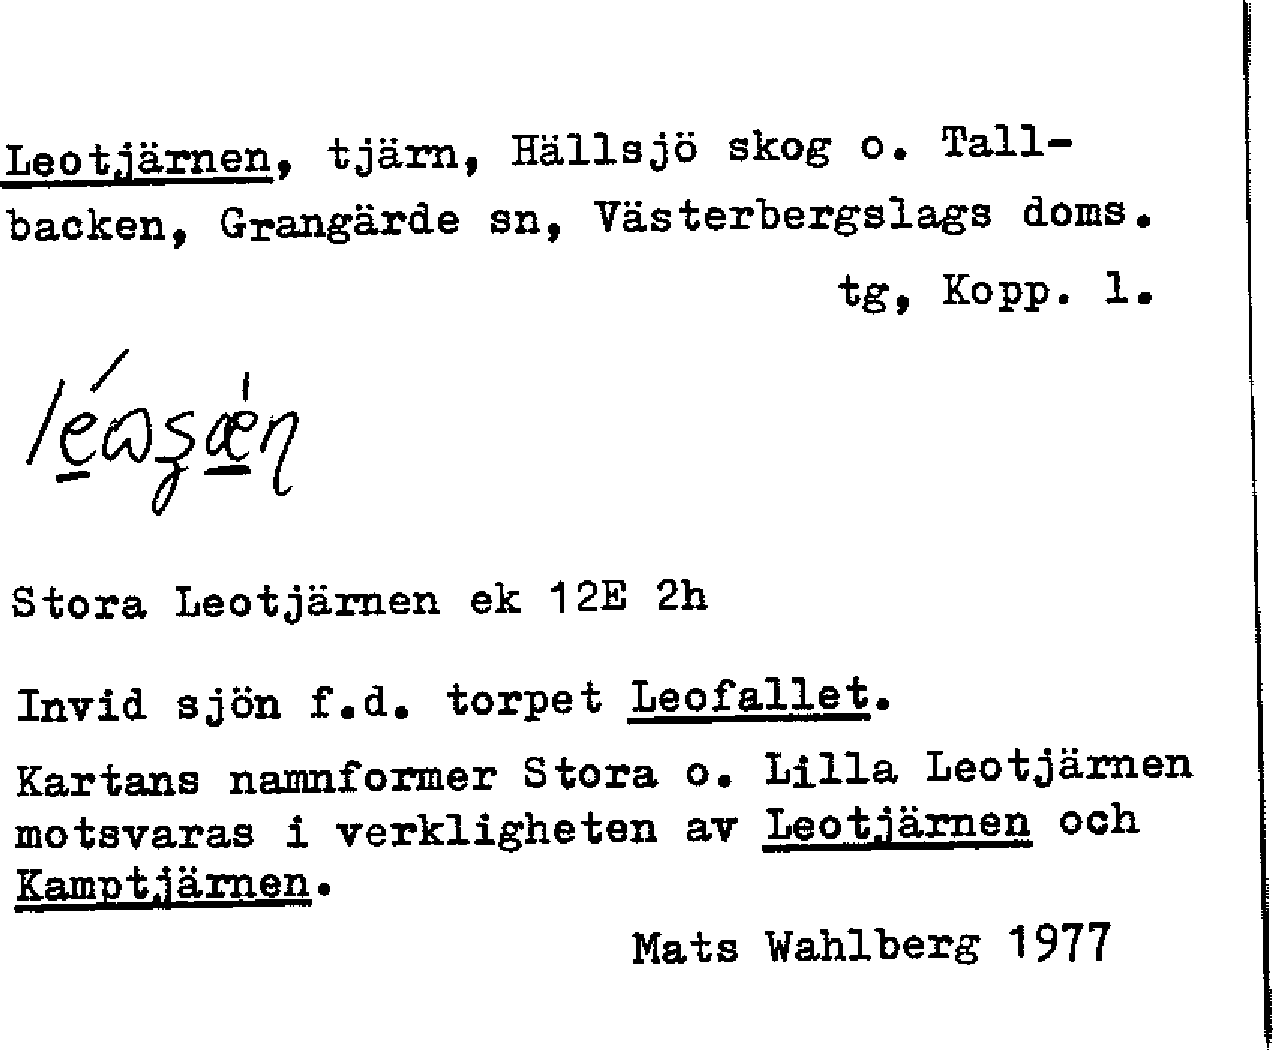 Leotjärnen, tjärn, Hällsjö skog o. Tall-
backen, Grangärde sn, Västerbergslags doms.
tg, Kopp. l.
Stora Leotjärnen ek 12E 2h
Invid sjön f.d. torpet Leofallet.
Kartans namnformer Stora o. Lilla Leotjärnen
motsvaras i verkligheten av Leotjärnen och
Kamptjärnen.
Mats Wahlberg 1977